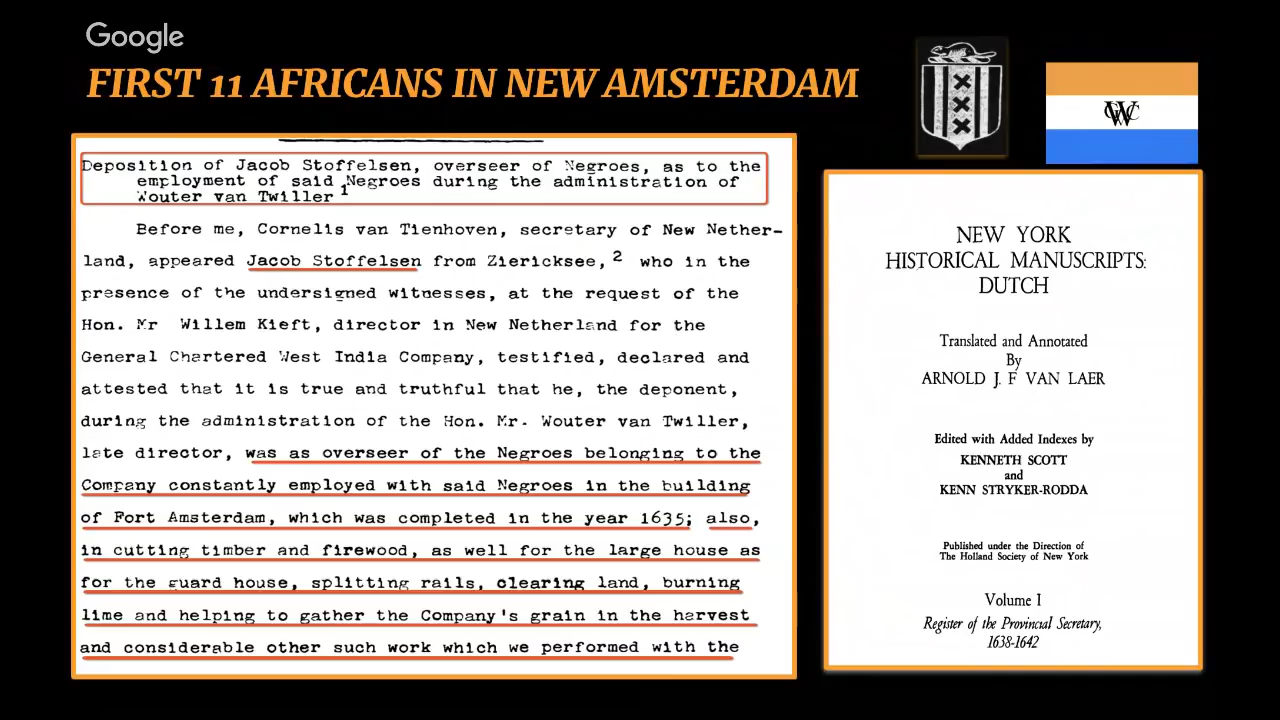 Google
FIRST 11 AFRICANS IN NEW AMSTERDAM
GWC
Deposition of Jacob Stoffelsen, overseer of Negroes, as to the
employment of said Negroes during the administration of
Wouter van Twiller 1
Before me, Cornelis van Tienhoven, secretary of New Nether-
land, appeared Jacob Stoffelsen from Ziericksee,2 who in the
presence of the undersigned witnesses, at the request of the
Hon. Mr Willem Kieft, director in New Netherland for the
General Chartered West India Company, testified, declared and
attested that it is true and truthful that he, the deponent,
during the administration of the Hon. Mr. Wouter van Twiller,
late director, was as overseer of the Negroes belonging to the
Company constantly employed with said Negroes in the building
of Fort Amsterdam, which was completed in the year 1635; also,
in cutting timber and firewood, as well for the large house as
for the guard house, splitting rails, clearing land, burning
lime and helping to gather the Company's grain in the harvest
and considerable other such work which we performed with the
NEW YORK
HISTORICAL MANUSCRIPTS:
DUTCH
Translated and Annotated
By
ARNOLD J. F VAN LAER
Edited with Added Indexes by
KENNETH SCOTT
and
KENN STRYKER-RODDA
Published under the Direction of
The Holland Society of New York
Volume I
Register of the Provincial Secretary,
1638-1642